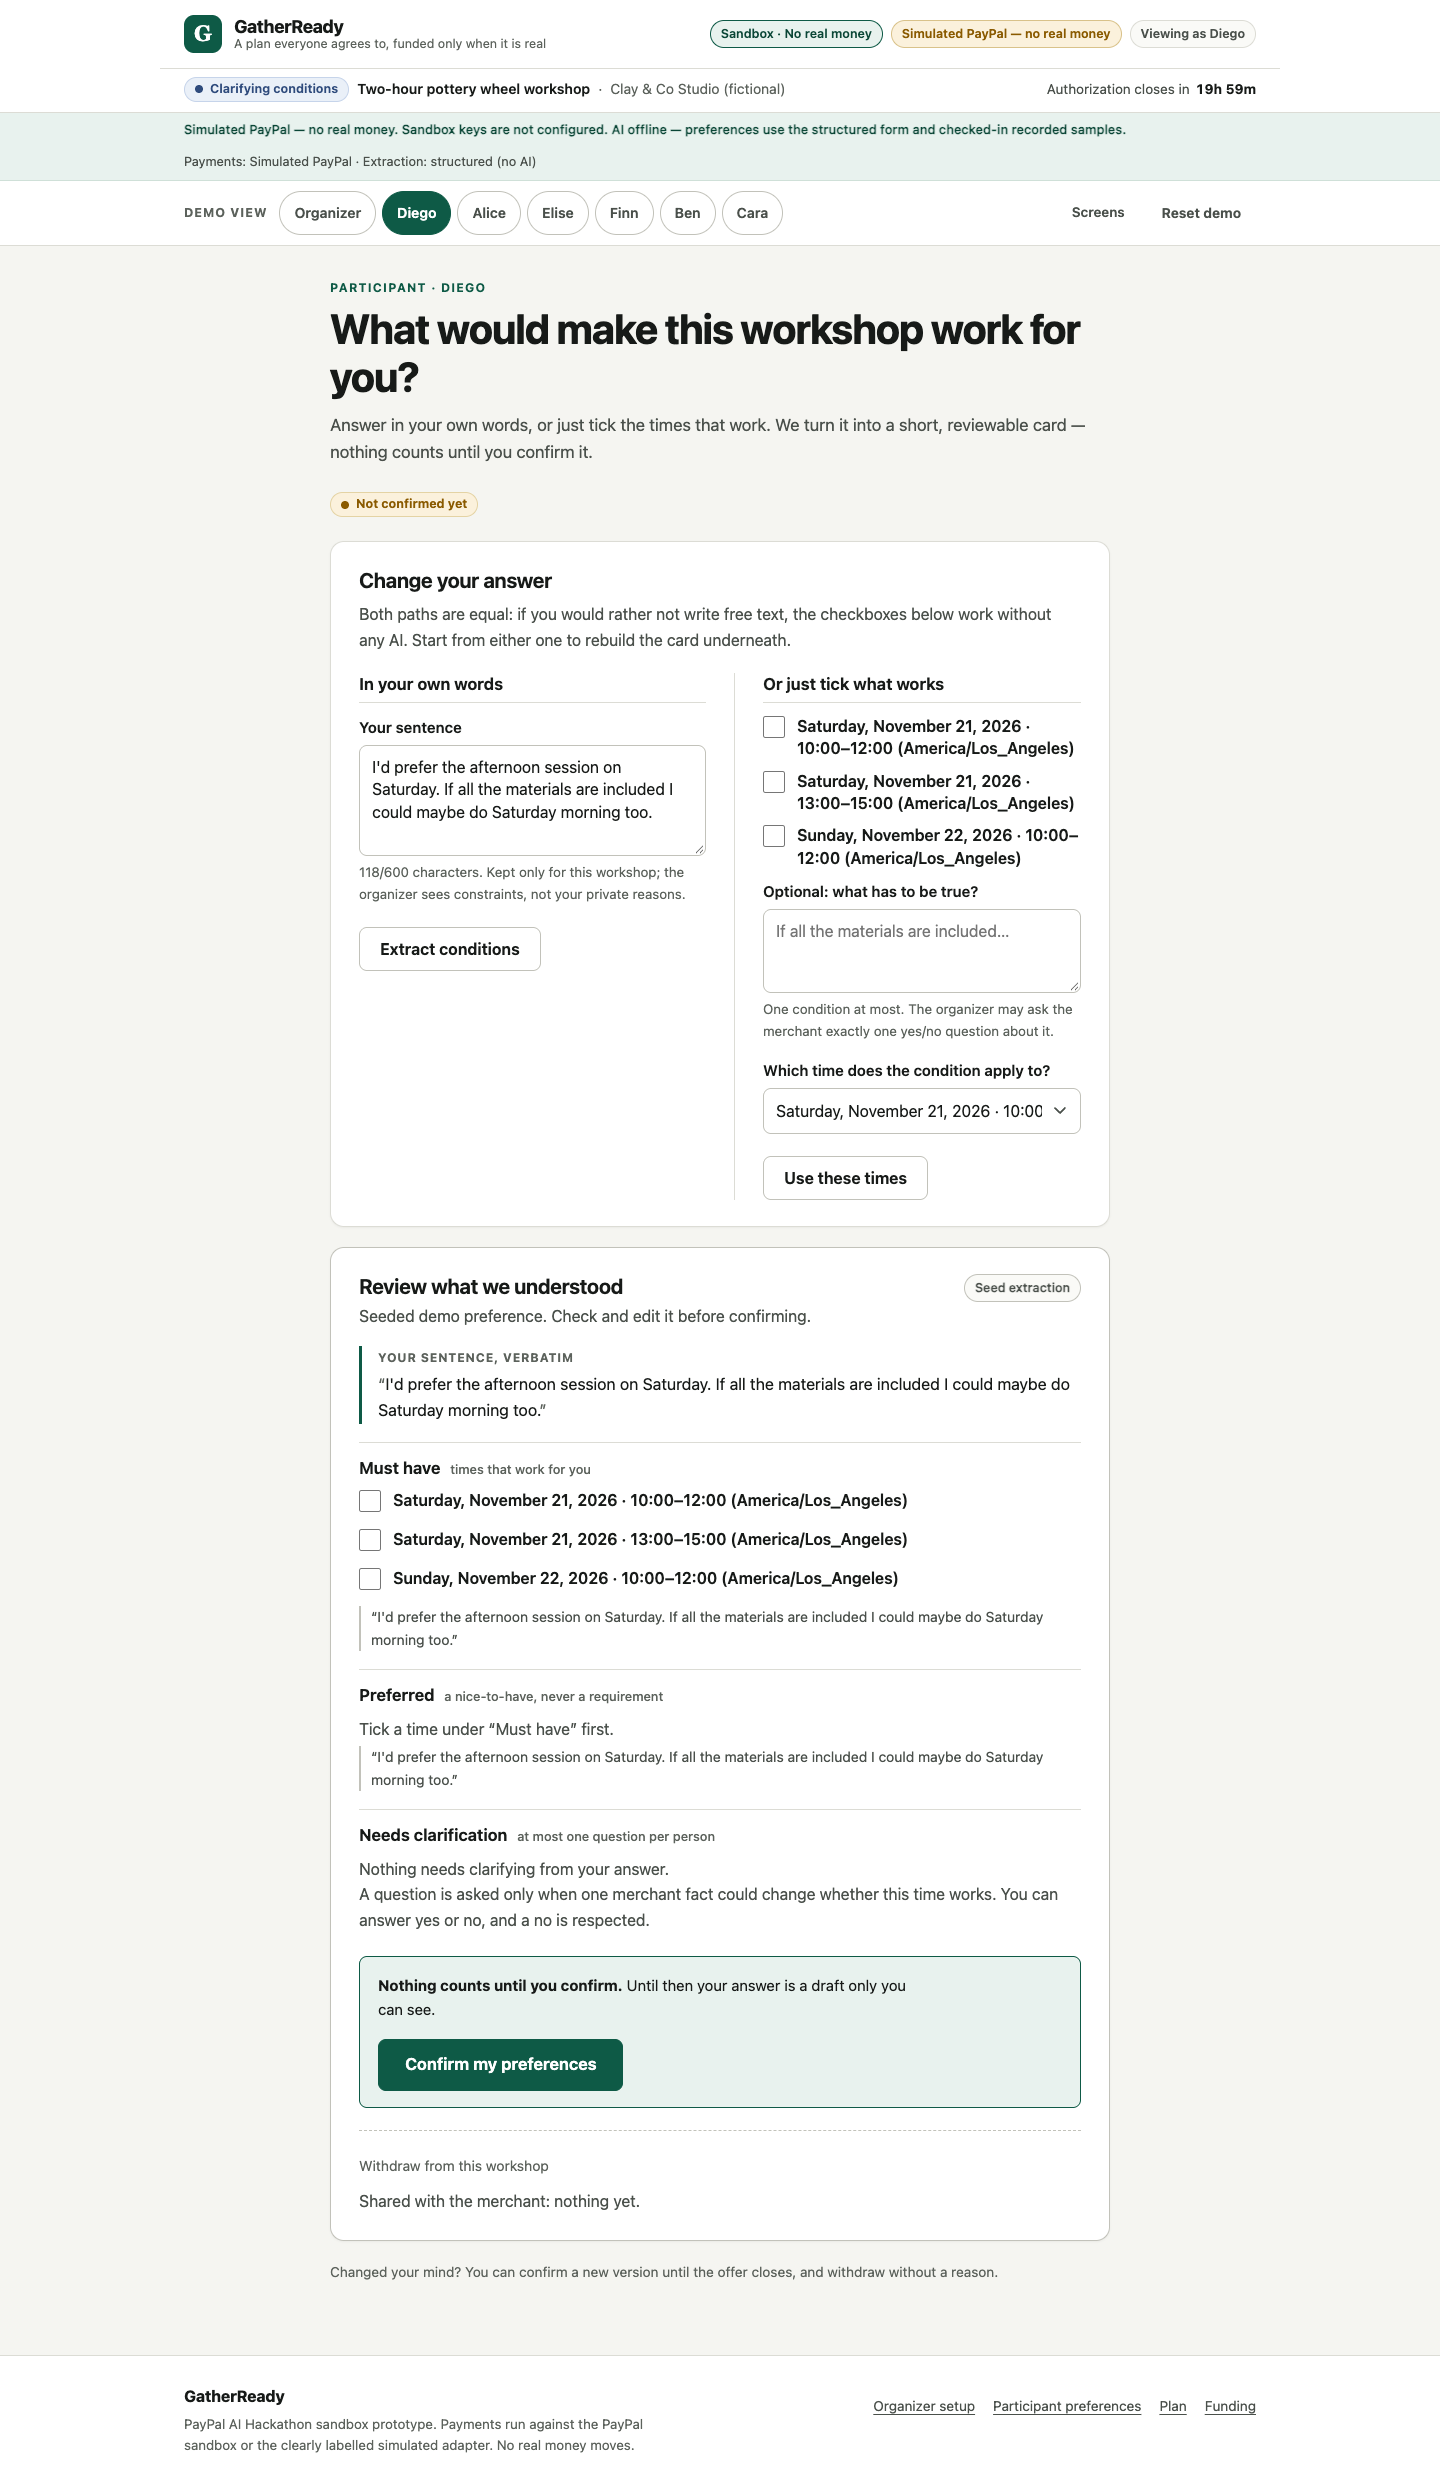 G
GatherReady
A plan everyone agrees to, funded only when it is real
Sandbox · No real money
Simulated PayPal — no real money
Viewing as Diego
Clarifying conditions
Two-hour pottery wheel workshop · Clay & Co Studio (fictional)
Authorization closes in 19h 59m
Simulated PayPal — no real money. Sandbox keys are not configured. AI offline — preferences use the structured form and checked-in recorded samples.
Payments: Simulated PayPal · Extraction: structured (no AI)
DEMO VIEW
Organizer
Diego
Alice
Elise
Finn
Ben
Cara
Screens
Reset demo
PARTICIPANT · DIEGO
What would make this workshop work for
you?
Answer in your own words, or just tick the times that work. We turn it into a short, reviewable card —
nothing counts until you confirm it.
Not confirmed yet
Change your answer
Both paths are equal: if you would rather not write free text, the checkboxes below work without
any AI. Start from either one to rebuild the card underneath.
In your own words
Your sentence
I'd prefer the afternoon session on
Saturday. If all the materials are included I
could maybe do Saturday morning too.
118/600 characters. Kept only for this workshop; the
organizer sees constraints, not your private reasons.
Extract conditions
Or just tick what works
Saturday, November 21, 2026 ·
10:00–12:00 (America/Los_Angeles)
Saturday, November 21, 2026 ·
13:00–15:00 (America/Los_Angeles)
Sunday, November 22, 2026 · 10:00–
12:00 (America/Los_Angeles)
Optional: what has to be true?
If all the materials are included...
One condition at most. The organizer may ask the
merchant exactly one yes/no question about it.
Which time does the condition apply to?
Saturday, November 21, 2026 · 10:00
Use these times
Review what we understood
Seed extraction
Seeded demo preference. Check and edit it before confirming.
YOUR SENTENCE, VERBATIM
“I'd prefer the afternoon session on Saturday. If all the materials are included I could maybe do
Saturday morning too.”
Must have times that work for you
Saturday, November 21, 2026 · 10:00–12:00 (America/Los_Angeles)
Saturday, November 21, 2026 · 13:00–15:00 (America/Los_Angeles)
Sunday, November 22, 2026 · 10:00–12:00 (America/Los_Angeles)
“I'd prefer the afternoon session on Saturday. If all the materials are included I could maybe do Saturday
morning too.”
Preferred a nice-to-have, never a requirement
Tick a time under “Must have” first.
“I'd prefer the afternoon session on Saturday. If all the materials are included I could maybe do Saturday
morning too.”
Needs clarification at most one question per person
Nothing needs clarifying from your answer.
A question is asked only when one merchant fact could change whether this time works. You can
answer yes or no, and a no is respected.
Nothing counts until you confirm. Until then your answer is a draft only you
can see.
Confirm my preferences
Withdraw from this workshop
Shared with the merchant: nothing yet.
Changed your mind? You can confirm a new version until the offer closes, and withdraw without a reason.
GatherReady
PayPal AI Hackathon sandbox prototype. Payments run against the PayPal
sandbox or the clearly labelled simulated adapter. No real money moves.
Organizer setup
Participant preferences
Plan
Funding